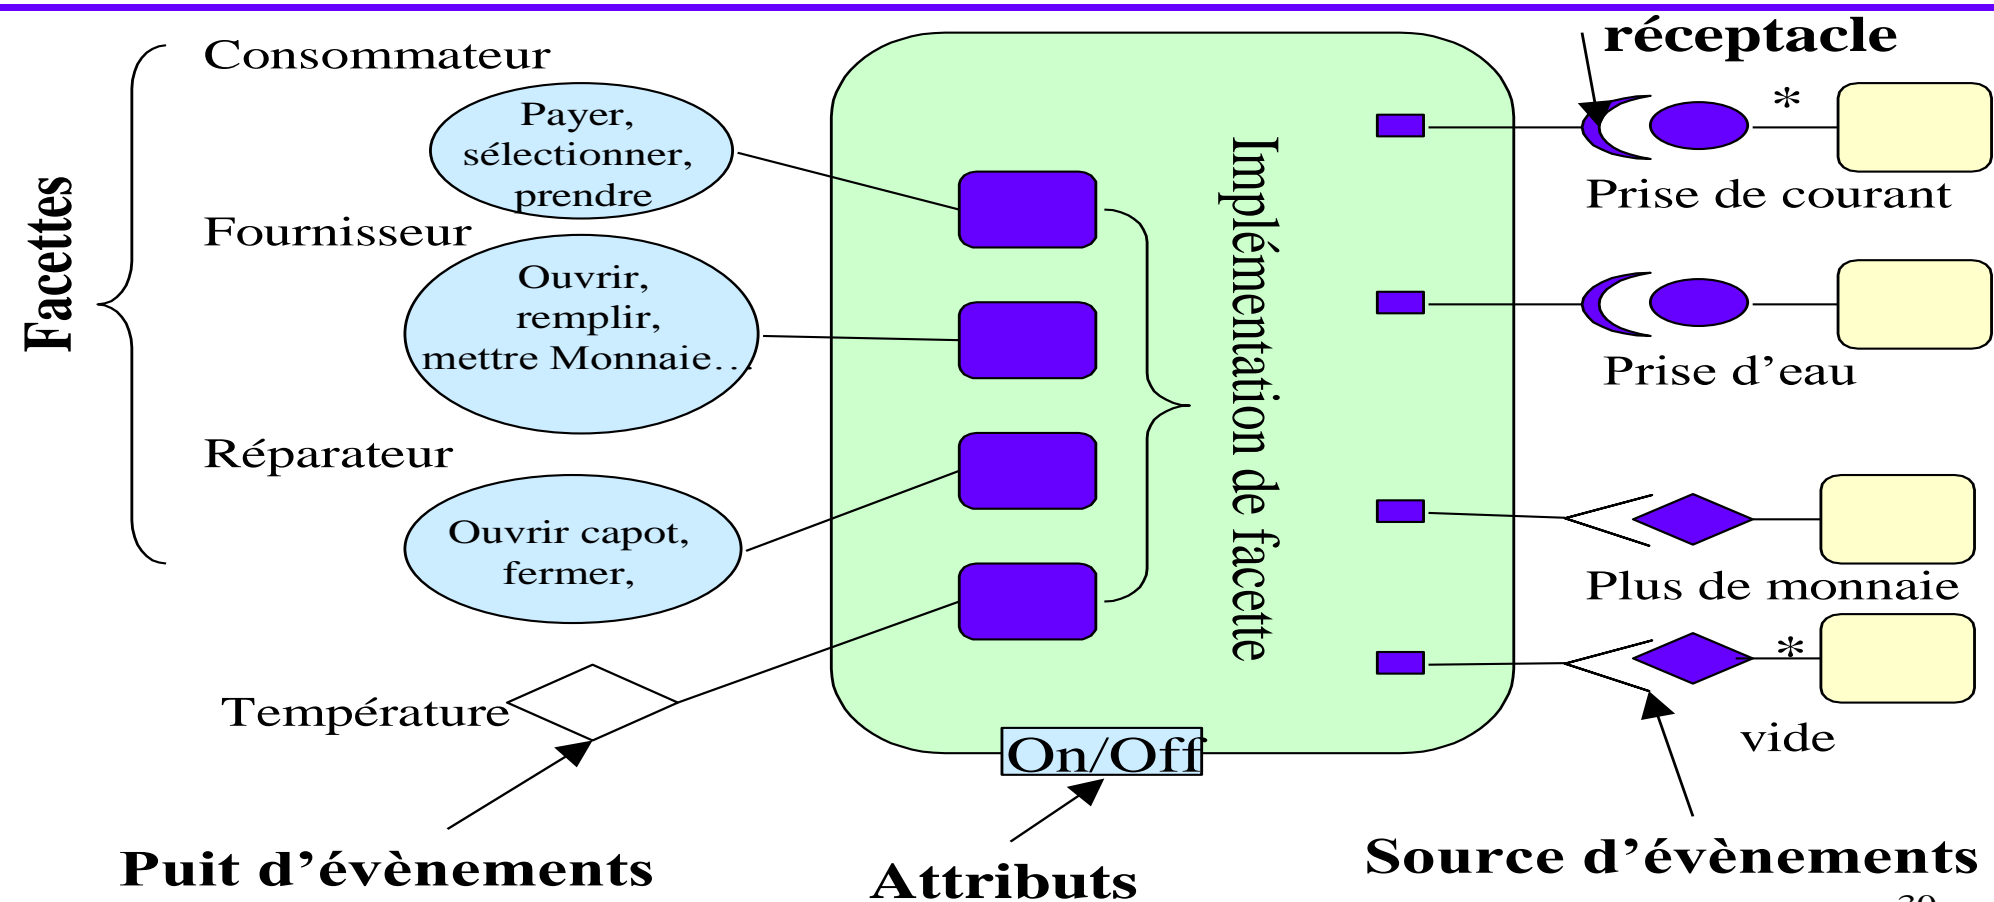 réceptacle
Consommateur
Payer,
sélectionner,
prendre
*
Prise de courant
Facettes
Fournisseur
Ouvrir,
remplir,
mettre Monnaie…
Implémentation de facette
Prise d’eau
Réparateur
Ouvrir capot,
fermer,
Plus de monnaie
*
Température
vide
On/Off
Puit d’évènements
Attributs
Source d’évènements